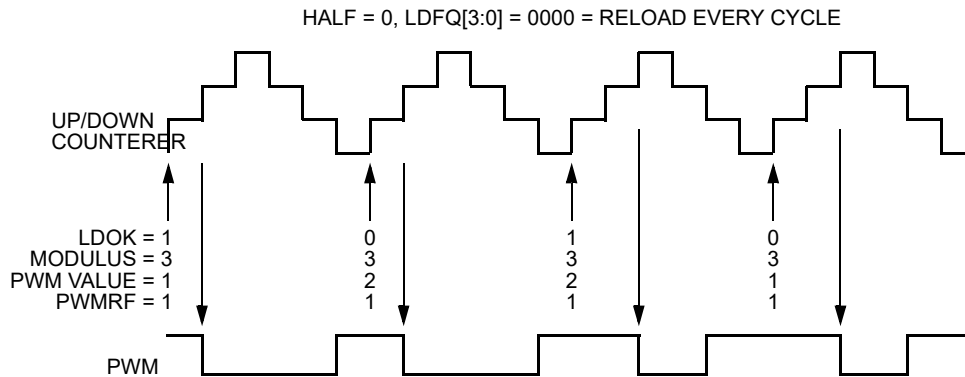 HALF = 0, LDFQ[3:0] = 0000 = RELOAD EVERY CYCLE
UP/DOWN
COUNTERER
LDOK = 1 0 1 0
MODULUS = 3 3 3 3
PWM VALUE = 1 2 2 1
PWMRF = 1 1 1 1
PWM